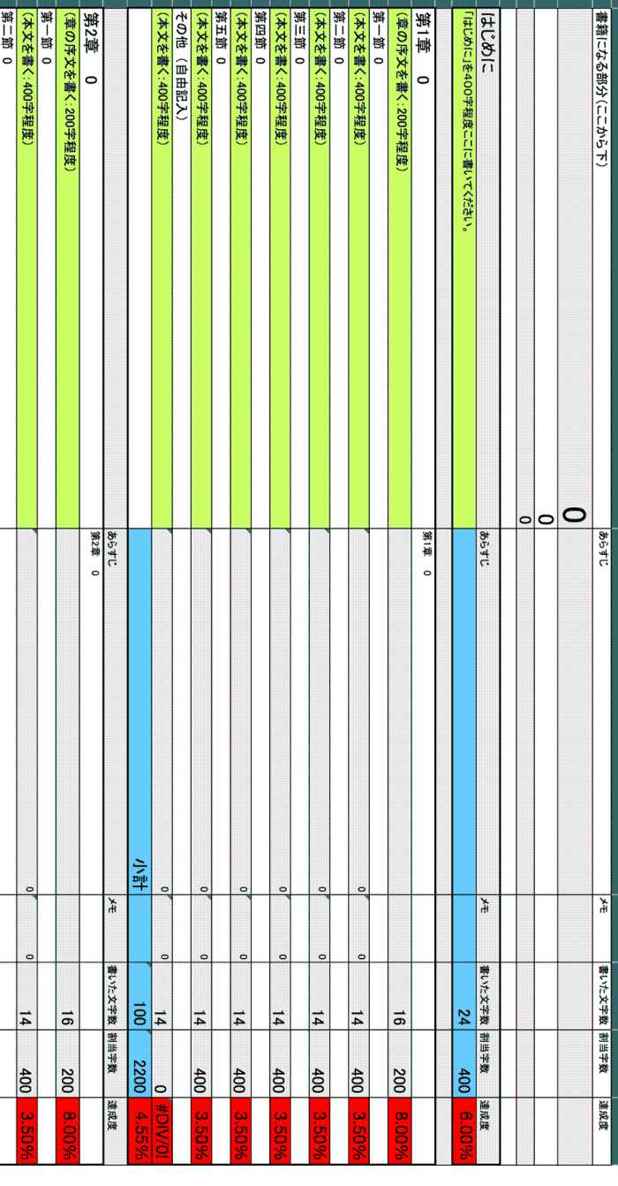 書籍になる部分(ここから下) あらすじ メモ 書いた文字数 割当字数 達成度
0
0
0
はじめに あらすじ メモ 書いた文字数 割当字数 達成度
「はじめに」を400字程度ここに書いてください。 24 400 6.00%
第1章 0 第1章 0
(章の序文を書く:200字程度) 16 200 8.00%
第一節 0
(本文を書く:400字程度) 0 0 14 400 3.50%
第二節 0
(本文を書く:400字程度) 0 0 14 400 3.50%
第三節 0
(本文を書く:400字程度) 0 0 14 400 3.50%
第四節 0
(本文を書く:400字程度) 0 0 14 400 3.50%
第五節 0
(本文を書く:400字程度) 0 0 14 400 3.50%
その他(自由記入)
(本文を書く:400字程度) 0 0 14 0 #DIV/0!
小計 100 2200 4.55%
あらすじ メモ 書いた文字数 割当字数 達成度
第2章 0 第2章 0
(章の序文を書く:200字程度) 16 200 8.00%
第一節 0
(本文を書く:400字程度) 0 0 14 400 3.50%
第二節 0